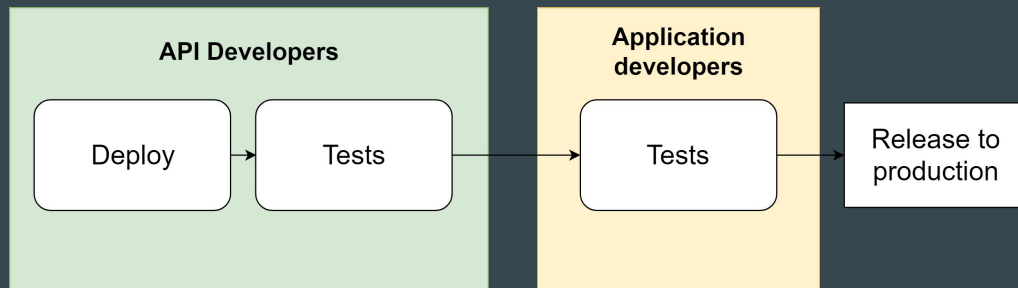 API Developers
Application
developers
Deploy
Tests
Tests
Release to
production